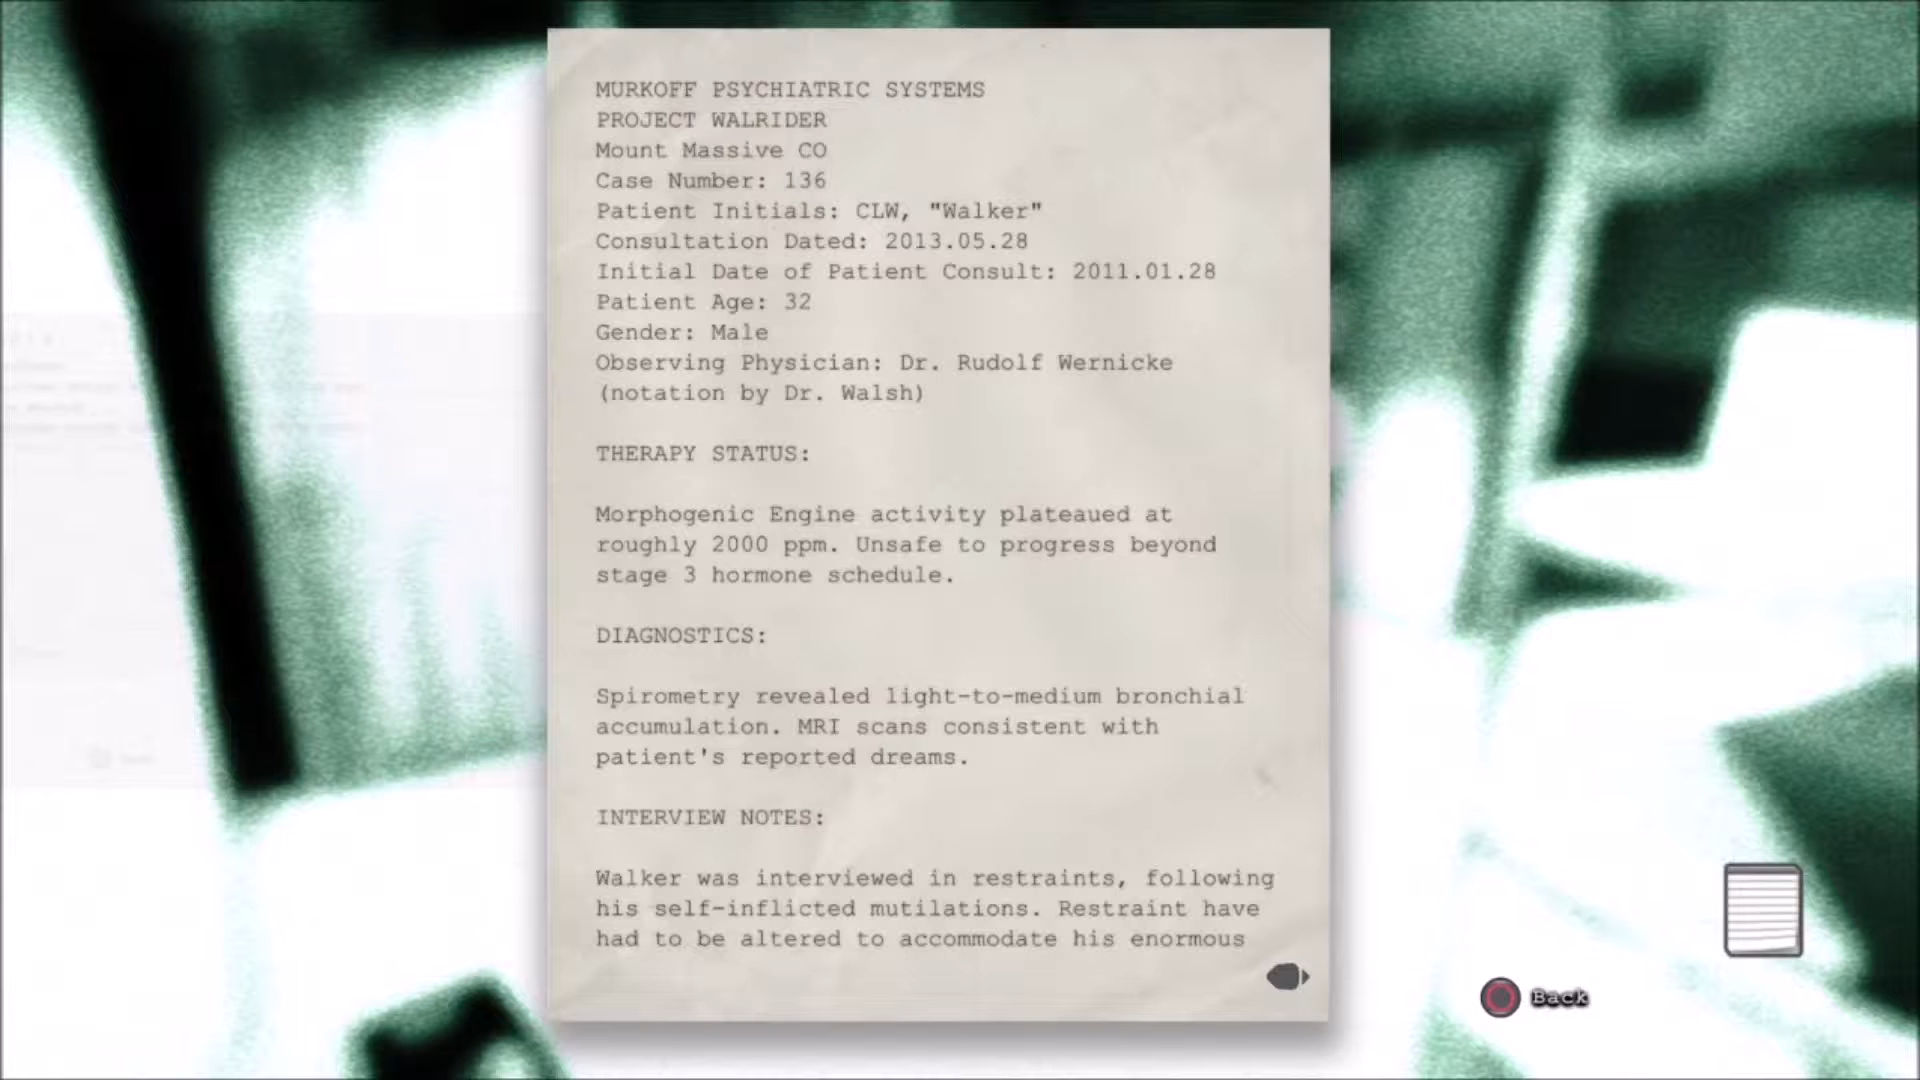 MURKOFF PSYCHIATRIC SYSTEMS
PROJECT WALRIDER
Mount Massive CO
Case Number: 136
Patient Initials: CLW, "Walker"
Consultation Dated: 2013.05.28
Initial Date of Patient Consult: 2011.01.28
Patient Age: 32
Gender: Male
Observing Physician: Dr. Rudolf Wernicke
(notation by Dr. Walsh)
THERAPY STATUS:
Morphogenic Engine activity plateaued at
roughly 2000 ppm. Unsafe to progress beyond
stage 3 hormone schedule.
DIAGNOSTICS:
Spirometry revealed light-to-medium bronchial
accumulation. MRI scans consistent with
patient's reported dreams.
INTERVIEW NOTES:
Walker was interviewed in restraints, following
his self-inflicted mutilations. Restraint have
had to be altered to accommodate his enormous
Back